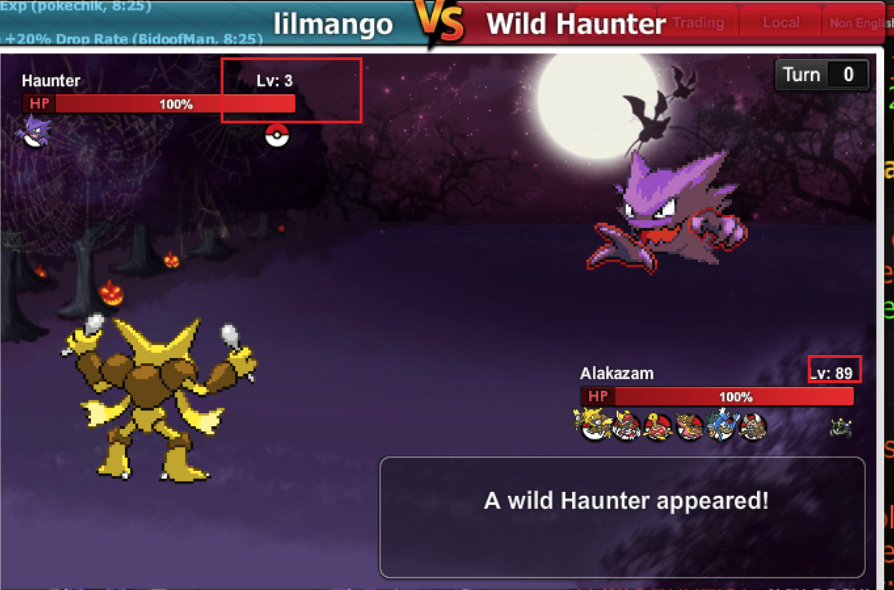 Exp (pokechik, 8:25)
+20% Drop Rate (BidoofMan, 8:25)
lilmango
VS
Wild Haunter
Trading
Local
Non English
Turn 0
Haunter
Lv: 3
HP
100%
Alakazam
Lv: 89
HP
100%
A wild Haunter appeared!